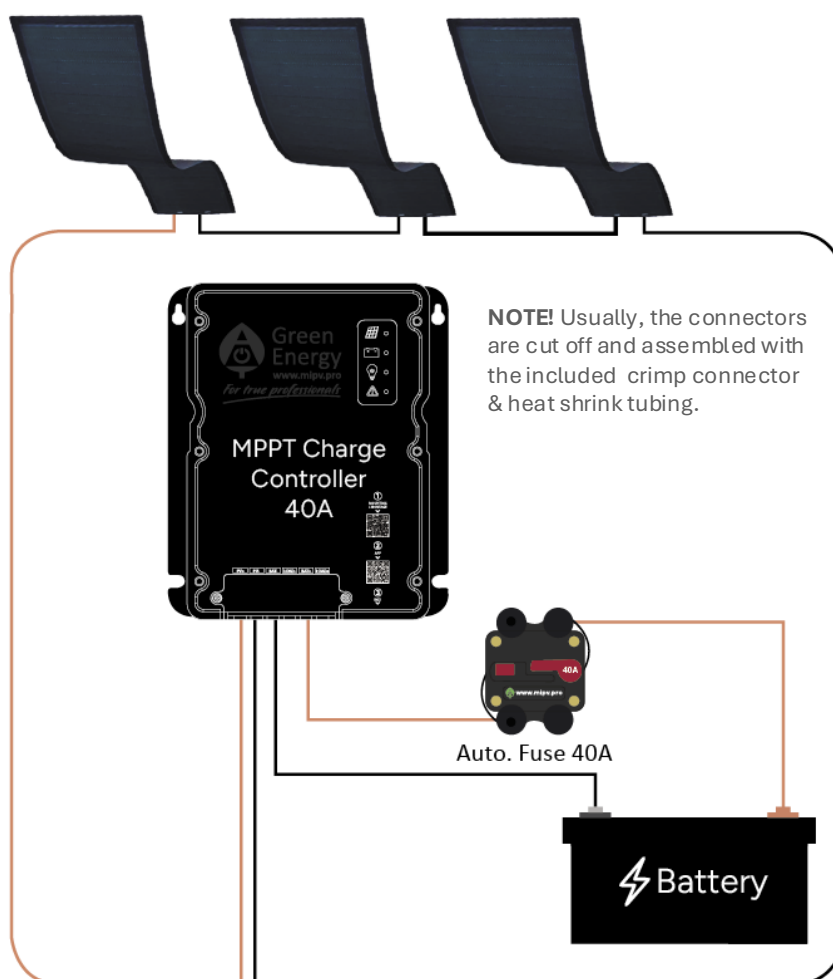 Green
Energy
www.mipv.pro
For true professionals
NOTE! Usually, the connectors
are cut off and assembled with
the included crimp connector
& heat shrink tubing.
MPPT Charge
Controller
40A
40A
www.mipv.pro
Auto. Fuse 40A
Battery